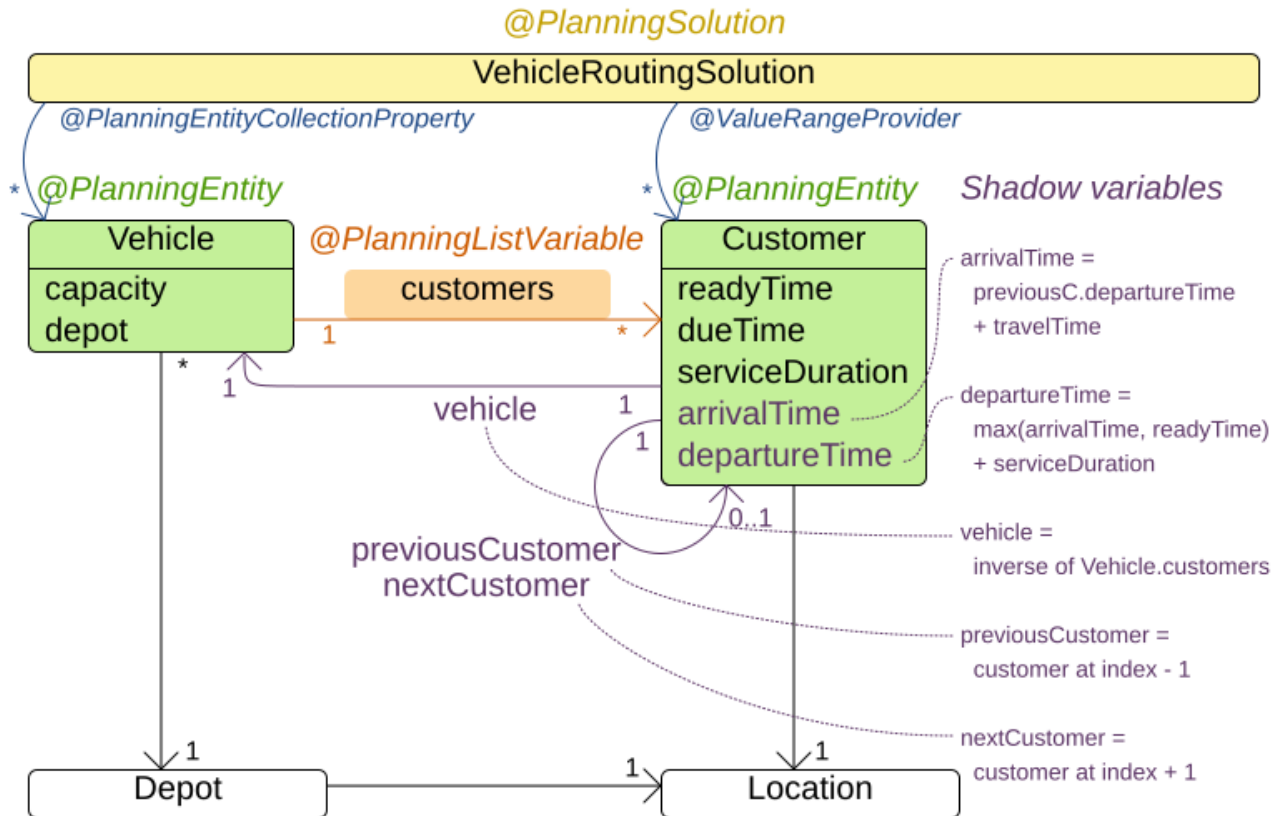 @PlanningSolution
VehicleRoutingSolution
@PlanningEntityCollectionProperty
@ValueRangeProvider
* @PlanningEntity
* @PlanningEntity
Shadow variables
Vehicle
@PlanningListVariable
Customer
capacity
depot
customers
1
*
readyTime
dueTime
serviceDuration
arrivalTime
departureTime
arrivalTime =
previousC.departureTime
+ travelTime
departureTime =
max(arrivalTime, readyTime)
+ serviceDuration
*
1
vehicle
1
1
0..1
previousCustomer
nextCustomer
vehicle =
inverse of Vehicle.customers
previousCustomer =
customer at index - 1
nextCustomer =
customer at index + 1
1
Depot
1
1
Location